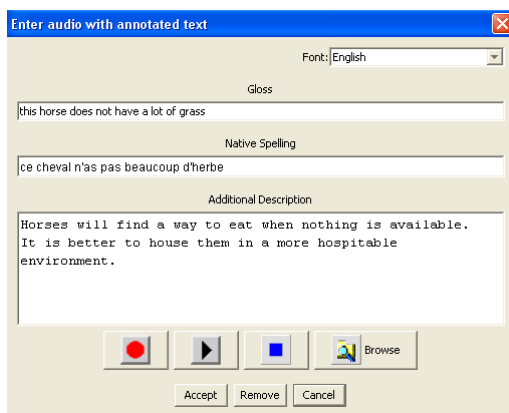 Enter audio with annotated text
Font: English
Gloss
this horse does not have a lot of grass
Native Spelling
ce cheval n'as pas beaucoup d'herbe
Additional Description
Horses will find a way to eat when nothing is available.
It is better to house them in a more hospitable
environment.
Browse
Accept Remove Cancel